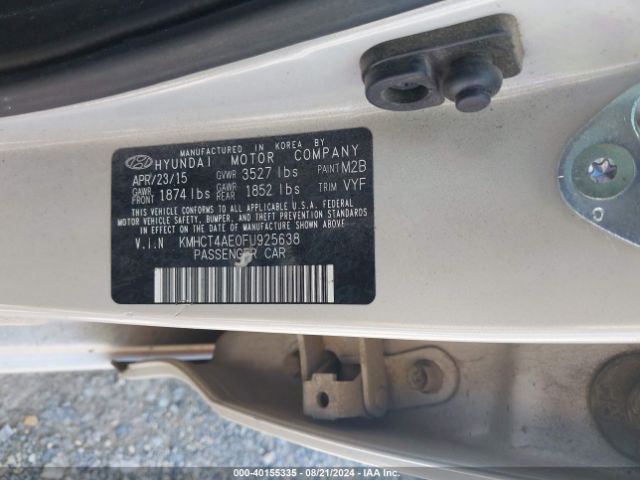 MANUFACTURED IN KOREA BY
HYUNDAI MOTOR COMPANY
APR/23/15 GVWR 3527 lbs PAINT M2B
GAWR FRONT 1874 lbs GAWR REAR 1852 lbs TRIM VYF
THIS VEHICLE CONFORMS TO ALL APPLICABLE U.S.A. FEDERAL
MOTOR VEHICLE SAFETY, BUMPER, AND THEFT PREVENTION STANDARDS
IN EFFECT ON THE DATE OF MANUFACTURE SHOWN ABOVE.
V.I.N KMHCT4AE0FU925638
PASSENGER CAR
000-40155335 - 08/21/2024 - IAA Inc.